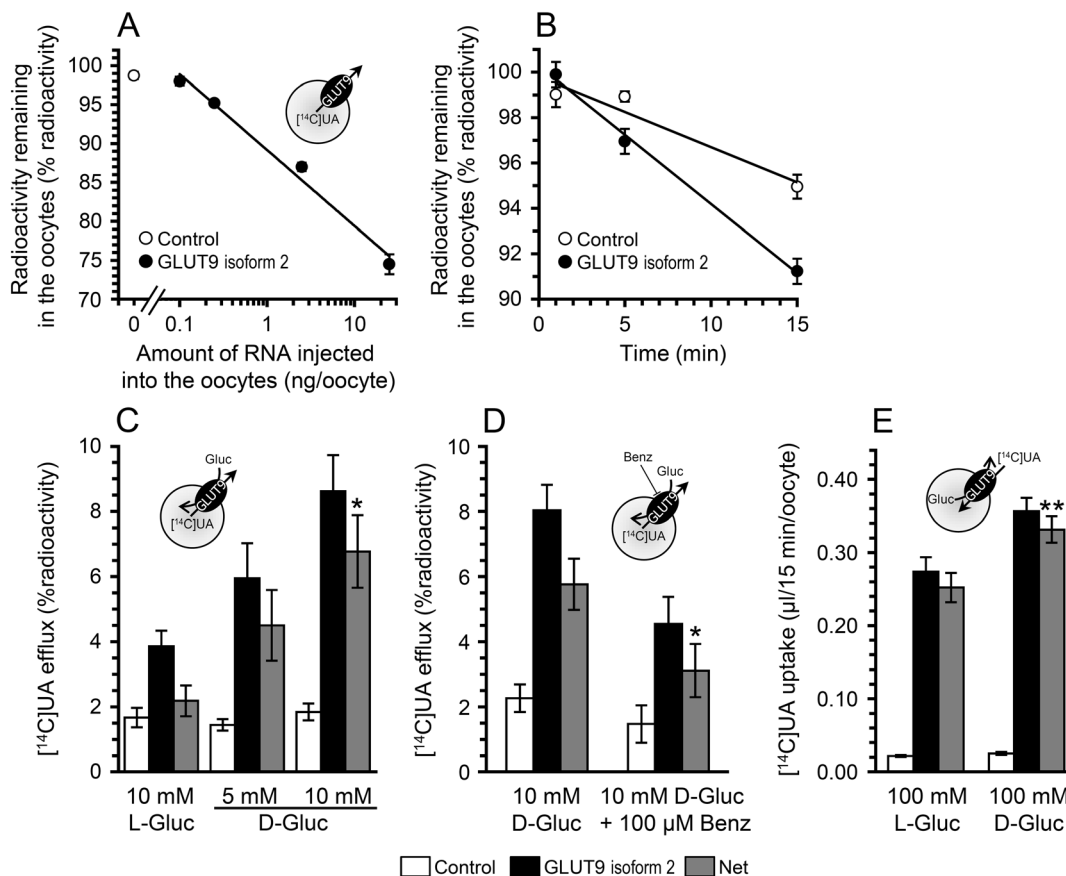 A
Radioactivity remaining
in the oocytes (% radioactivity)
100
95
90
85
80
75
70
GLUT9
[14C]UA
Control
GLUT9 isoform 2
0
0.1
1
10
Amount of RNA injected
into the oocytes (ng/oocyte)
B
Radioactivity remaining
in the oocytes (% radioactivity)
100
98
96
94
92
90
Control
GLUT9 isoform 2
0
5
10
15
Time (min)
C
[14C]UA efflux (%radioactivity)
10
8
6
4
2
0
Gluc
GLUT9
[14C]UA
*
10 mM
L-Gluc
5 mM
10 mM
D-Gluc
D
[14C]UA efflux (%radioactivity)
10
8
6
4
2
0
Benz
Gluc
GLUT9
[14C]UA
*
10 mM
D-Gluc
10 mM D-Gluc
+ 100 µM Benz
E
[14C]UA uptake (µl/15 min/oocyte)
0.40
0.30
0.20
0.10
0.00
[14C]UA
GLUT9
Gluc
**
100 mM
L-Gluc
100 mM
D-Gluc
Control
GLUT9 isoform 2
Net